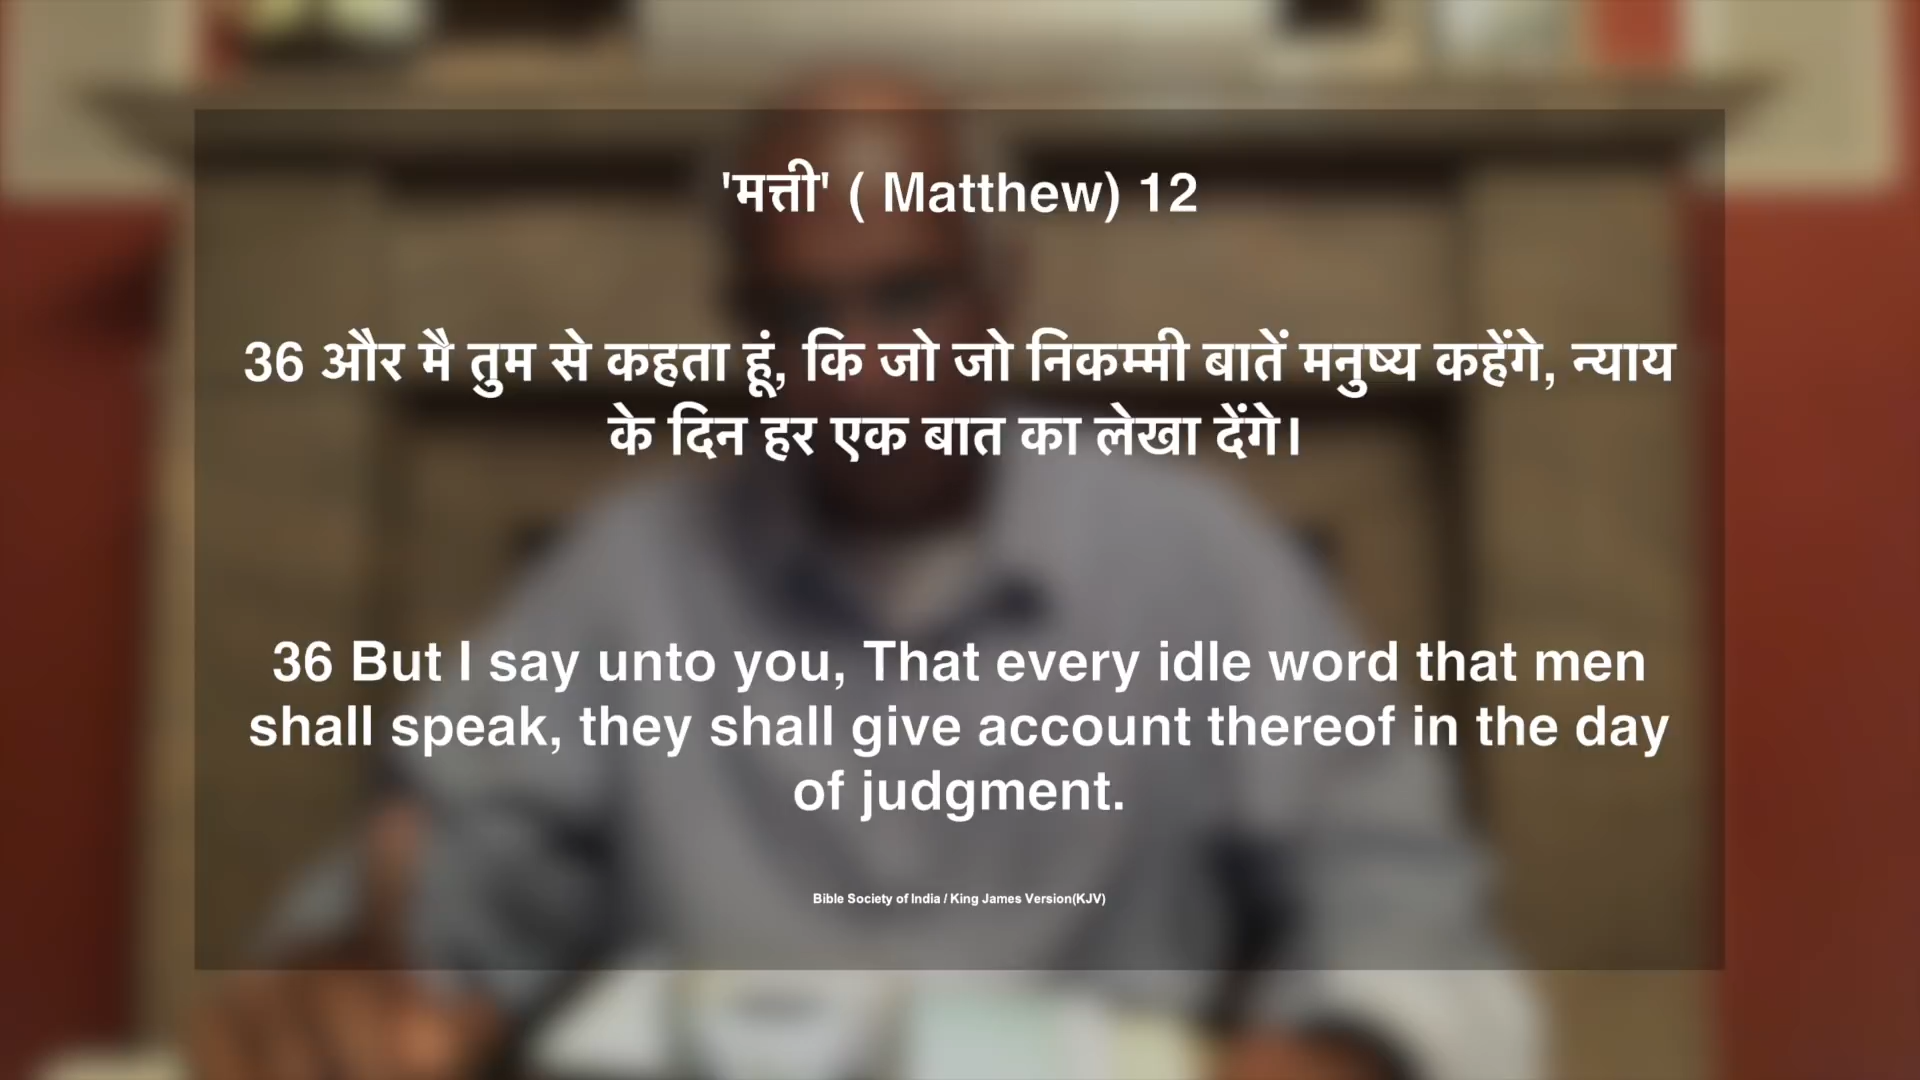 'मत्ती' ( Matthew) 12
36 और मै तुम से कहता हूं, कि जो जो निकम्मी बातें मनुष्य कहेंगे, न्याय
के दिन हर एक बात का लेखा देंगे।
36 But I say unto you, That every idle word that men
shall speak, they shall give account thereof in the day
of judgment.
Bible Society of India / King James Version(KJV)